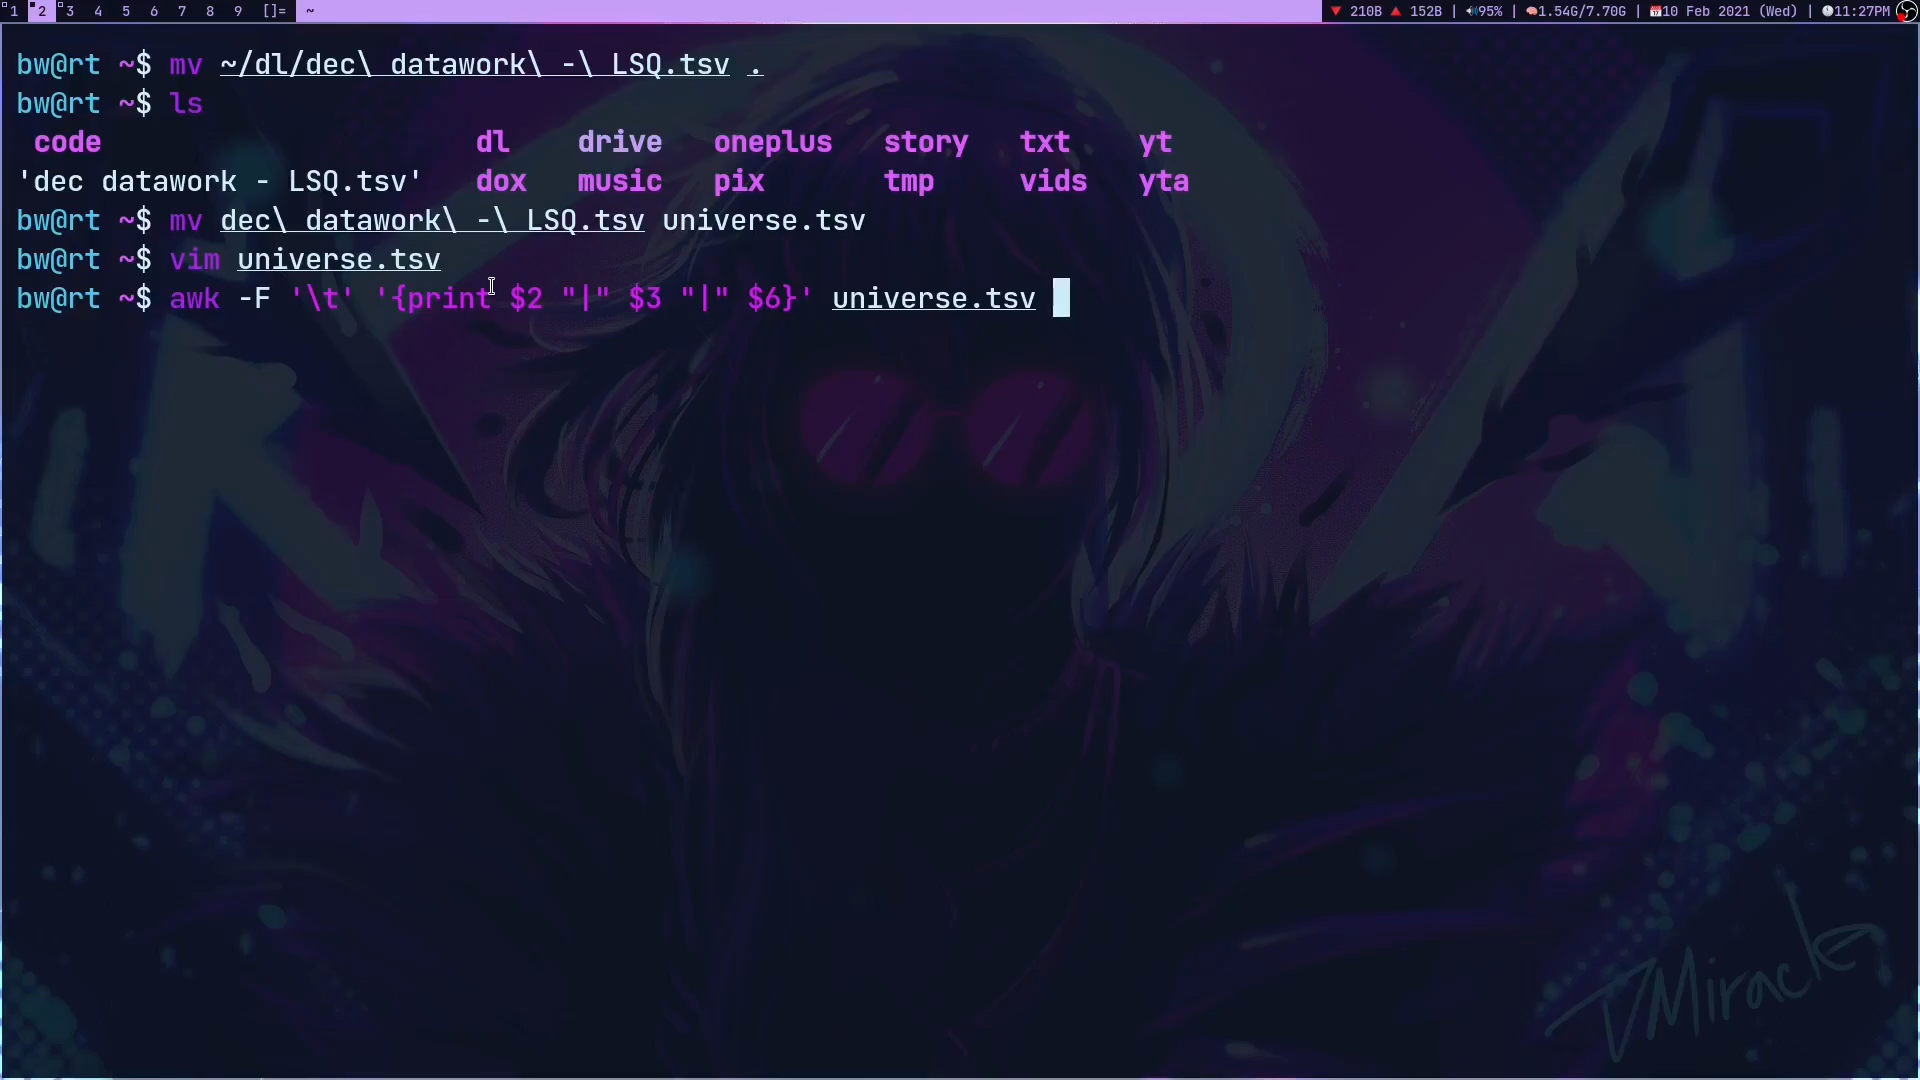 1 2 3 4 5 6 7 8 9 []= ~ 210B 152B | 95% | 1.54G/7.70G | 10 Feb 2021 (Wed) | 11:27PM
bw@rt ~$ mv ~/dl/dec\ datawork\ -\ LSQ.tsv .
bw@rt ~$ ls
code dl drive oneplus story txt yt
'dec datawork - LSQ.tsv' dox music pix tmp vids yta
bw@rt ~$ mv dec\ datawork\ -\ LSQ.tsv universe.tsv
bw@rt ~$ vim universe.tsv
bw@rt ~$ awk -F '\t' '{print $2 "|" $3 "|" $6}' universe.tsv
DMiracle